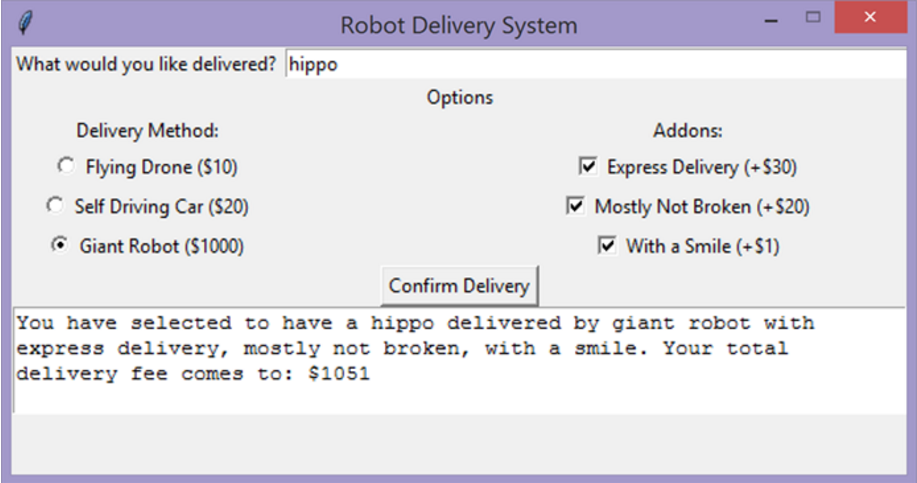 Robot Delivery System
What would you like delivered? hippo
Options
Delivery Method: Addons:
Flying Drone ($10) Express Delivery (+$30)
Self Driving Car ($20) Mostly Not Broken (+$20)
Giant Robot ($1000) With a Smile (+$1)
Confirm Delivery
You have selected to have a hippo delivered by giant robot with
express delivery, mostly not broken, with a smile. Your total
delivery fee comes to: $1051